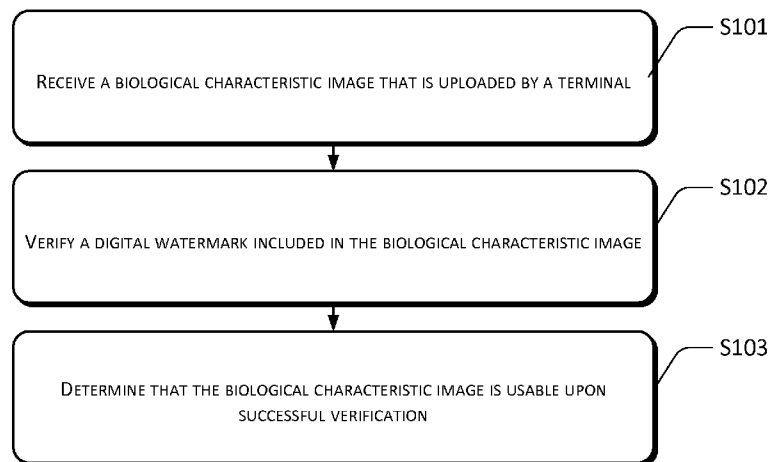 RECEIVE A BIOLOGICAL CHARACTERISTIC IMAGE THAT IS UPLOADED BY A TERMINAL
S101
VERIFY A DIGITAL WATERMARK INCLUDED IN THE BIOLOGICAL CHARACTERISTIC IMAGE
S102
DETERMINE THAT THE BIOLOGICAL CHARACTERISTIC IMAGE IS USABLE UPON
SUCCESSFUL VERIFICATION
S103